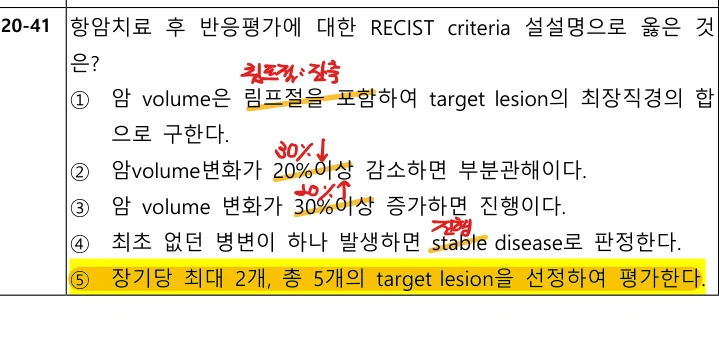 20-41 항암치료 후 반응평가에 대한 RECIST criteria 설설명으로 옳은 것
은?
림프절: 단축
① 암 volume은 림프절을 포함하여 target lesion의 최장직경의 합
으로 구한다.
30%↓
② 암volume변화가 20%이상 감소하면 부분관해이다.
20%↑
③ 암 volume 변화가 30%이상 증가하면 진행이다.
진행
④ 최초 없던 병변이 하나 발생하면 stable disease로 판정한다.
⑤ 장기당 최대 2개, 총 5개의 target lesion을 선정하여 평가한다.